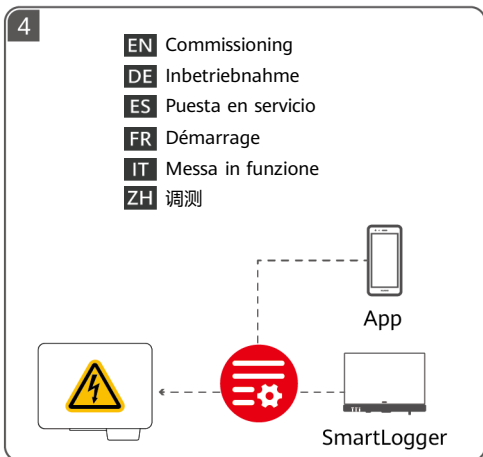 4
EN Commissioning
DE Inbetriebnahme
ES Puesta en servicio
FR Démarrage
IT Messa in funzione
ZH 调测
App
SmartLogger